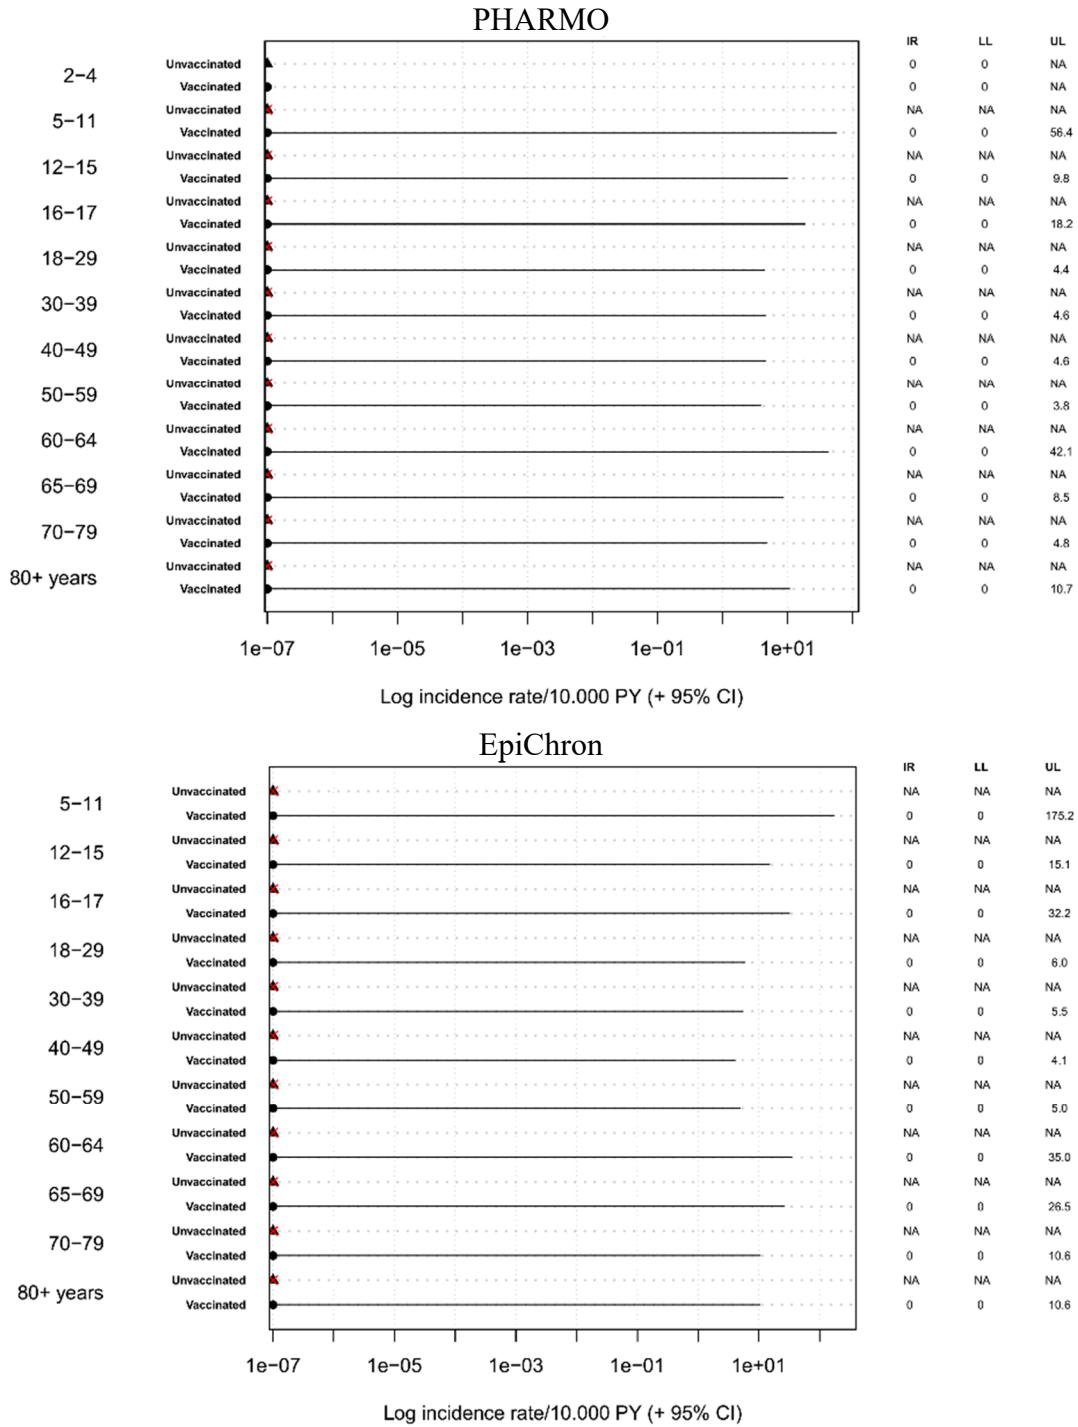 PHARMO
IR LL UL
2−4
Unvaccinated 0 0 NA
Vaccinated 0 0 NA
5−11
Unvaccinated NA NA NA
Vaccinated 0 0 56.4
12−15
Unvaccinated NA NA NA
Vaccinated 0 0 9.8
16−17
Unvaccinated NA NA NA
Vaccinated 0 0 18.2
18−29
Unvaccinated NA NA NA
Vaccinated 0 0 4.4
30−39
Unvaccinated NA NA NA
Vaccinated 0 0 4.6
40−49
Unvaccinated NA NA NA
Vaccinated 0 0 4.6
50−59
Unvaccinated NA NA NA
Vaccinated 0 0 3.8
60−64
Unvaccinated NA NA NA
Vaccinated 0 0 42.1
65−69
Unvaccinated NA NA NA
Vaccinated 0 0 8.5
70−79
Unvaccinated NA NA NA
Vaccinated 0 0 4.8
80+ years
Unvaccinated NA NA NA
Vaccinated 0 0 10.7
1e−07 1e−05 1e−03 1e−01 1e+01
Log incidence rate/10.000 PY (+ 95% CI)
EpiChron
IR LL UL
5−11
Unvaccinated NA NA NA
Vaccinated 0 0 175.2
12−15
Unvaccinated NA NA NA
Vaccinated 0 0 15.1
16−17
Unvaccinated NA NA NA
Vaccinated 0 0 32.2
18−29
Unvaccinated NA NA NA
Vaccinated 0 0 6.0
30−39
Unvaccinated NA NA NA
Vaccinated 0 0 5.5
40−49
Unvaccinated NA NA NA
Vaccinated 0 0 4.1
50−59
Unvaccinated NA NA NA
Vaccinated 0 0 5.0
60−64
Unvaccinated NA NA NA
Vaccinated 0 0 35.0
65−69
Unvaccinated NA NA NA
Vaccinated 0 0 26.5
70−79
Unvaccinated NA NA NA
Vaccinated 0 0 10.6
80+ years
Unvaccinated NA NA NA
Vaccinated 0 0 10.6
1e−07 1e−05 1e−03 1e−01 1e+01
Log incidence rate/10.000 PY (+ 95% CI)